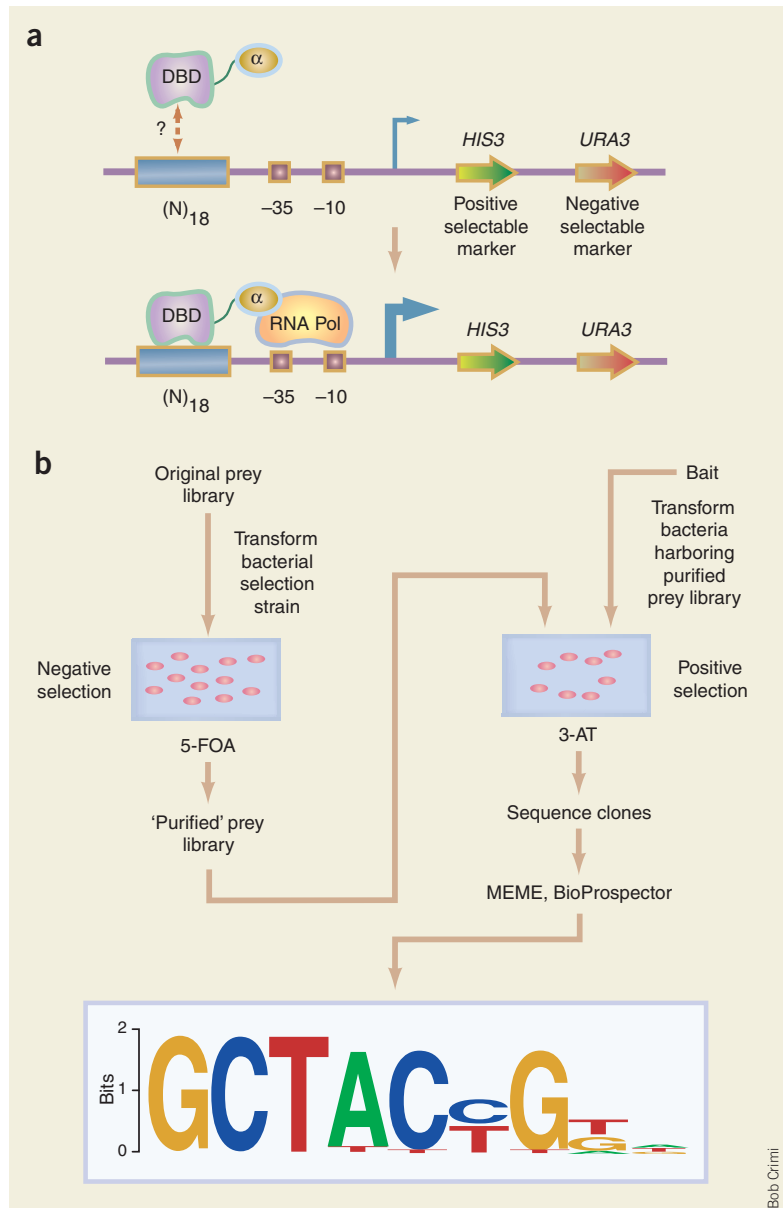 a
DBD
α
?
HIS3
URA3
(N)18
–35
–10
Positive
selectable
marker
Negative
selectable
marker
DBD
α
RNA Pol
HIS3
URA3
(N)18
–35
–10
b
Original prey
library
Transform
bacterial
selection
strain
Negative
selection
5-FOA
'Purified' prey
library
Bait
Transform
bacteria
harboring
purified
prey library
Positive
selection
3-AT
Sequence clones
MEME, BioProspector
Bits
2
1
0
GCTACCGT
TG
Bob Crimi